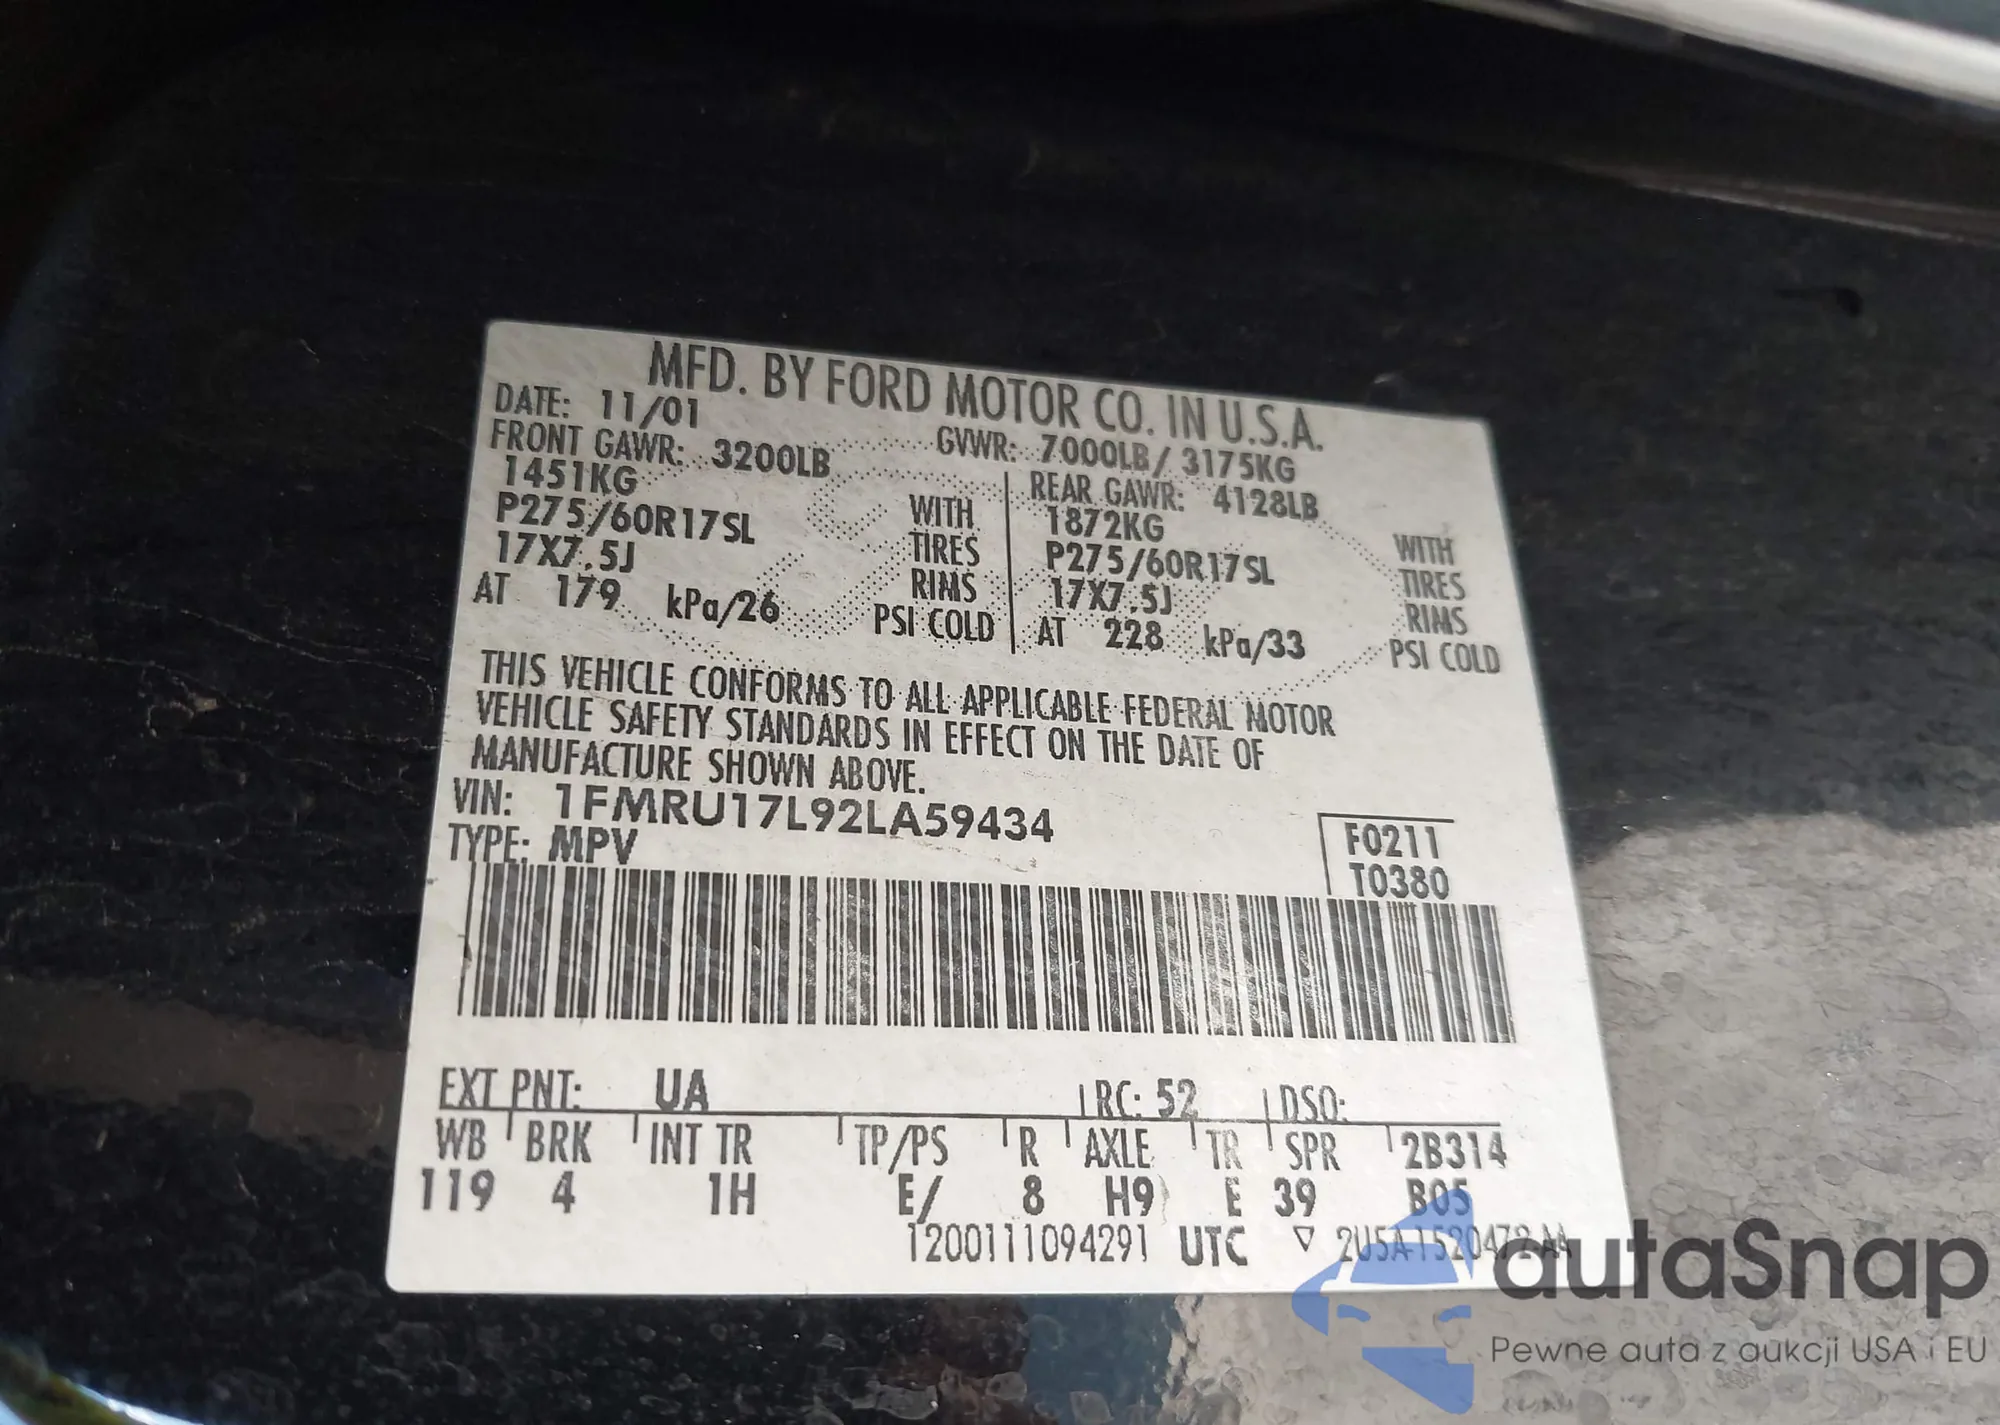 MFD. BY FORD MOTOR CO. IN U.S.A.
DATE: 11/01 GVWR: 7000LB/ 3175KG
FRONT GAWR: 3200LB REAR GAWR: 4128LB
1451KG WITH 1872KG WITH
P275/60R17SL TIRES P275/60R17SL TIRES
17X7.5J RIMS 17X7.5J RIMS
AT 179 kPa/26 PSI COLD AT 228 kPa/33 PSI COLD
THIS VEHICLE CONFORMS TO ALL APPLICABLE FEDERAL MOTOR
VEHICLE SAFETY STANDARDS IN EFFECT ON THE DATE OF
MANUFACTURE SHOWN ABOVE.
VIN: 1FMRU17L92LA59434
TYPE: MPV
F0211
T0380
EXT PNT: UA RC: 52 DSO:
WB BRK INT TR TP/PS R AXLE TR SPR 2B314
119 4 1H E/ 8 H9 E 39 B05
1200111094291 UTC ▽ 2U5A-1520472-AA
autaSnap
Pewne auta z aukcji USA i EU